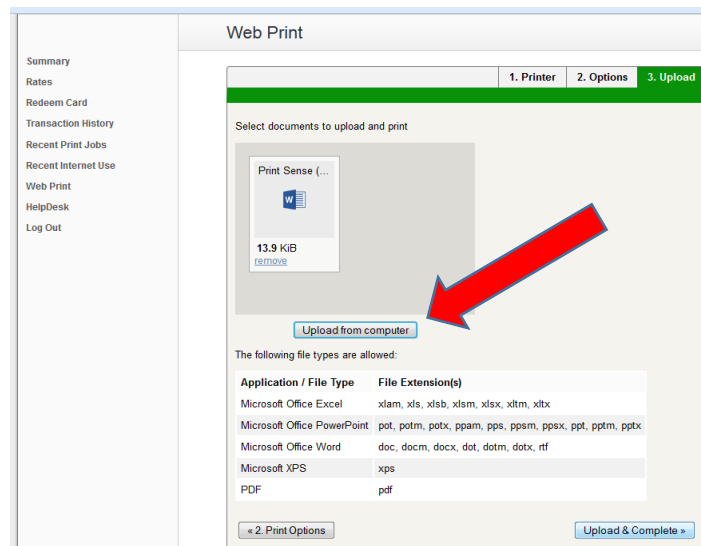 Web Print
Summary
Rates
Redeem Card
Transaction History
Recent Print Jobs
Recent Internet Use
Web Print
HelpDesk
Log Out
1. Printer 2. Options 3. Upload
Select documents to upload and print
Print Sense (...
W
13.9 KiB
remove
Upload from computer
The following file types are allowed:
Application / File Type File Extension(s)
Microsoft Office Excel xlam, xls, xlsb, xlsm, xlsx, xltm, xltx
Microsoft Office PowerPoint pot, potm, potx, ppam, pps, ppsm, ppsx, ppt, pptm, pptx
Microsoft Office Word doc, docm, docx, dot, dotm, dotx, rtf
Microsoft XPS xps
PDF pdf
« 2. Print Options Upload & Complete »